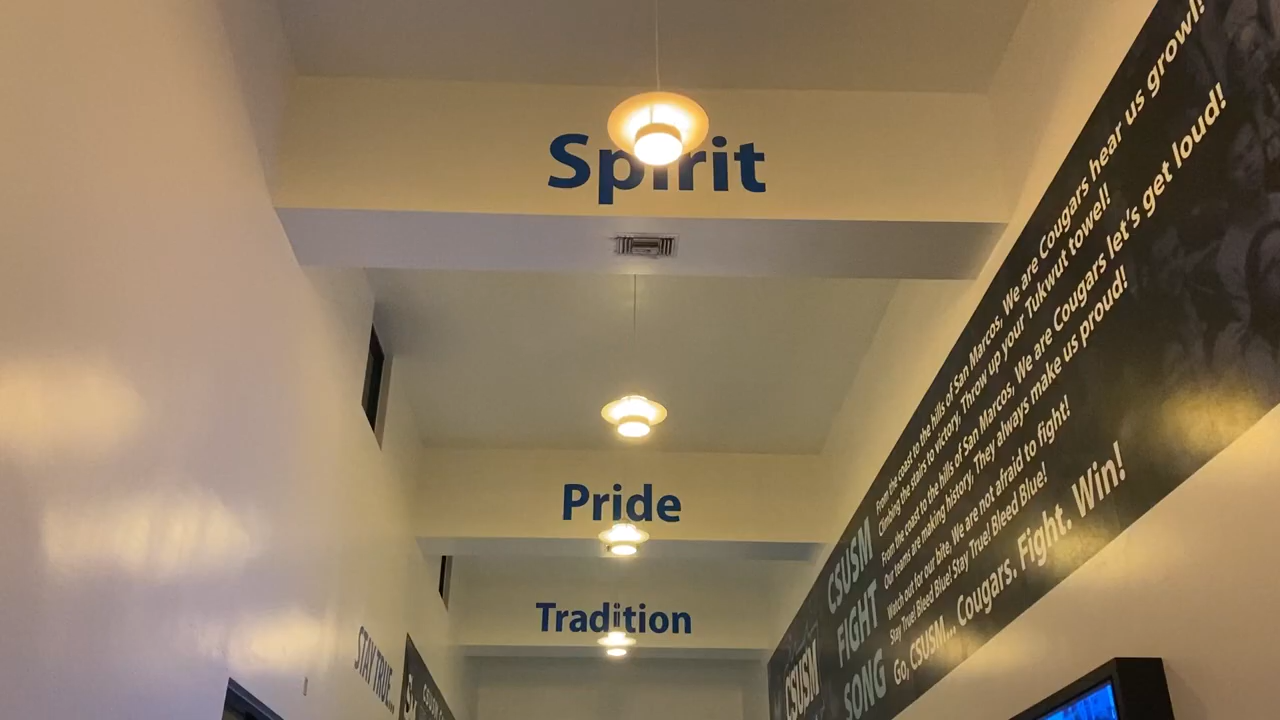 Spirit
Pride
Tradition
STAY TRUE...
CSUSM
CSUSM
FIGHT
SONG
From the coast to the hills of San Marcos, We are Cougars hear us growl!
Climbing the stairs to victory, Throw up your Tukwut towel!
From the coast to the hills of San Marcos, We are Cougars let's get loud!
Our teams are making history, They always make us proud!
Watch out for our bite, We are not afraid to fight!
Stay True! Bleed Blue! Stay True! Bleed Blue!
Go, CSUSM... Cougars. Fight. Win!